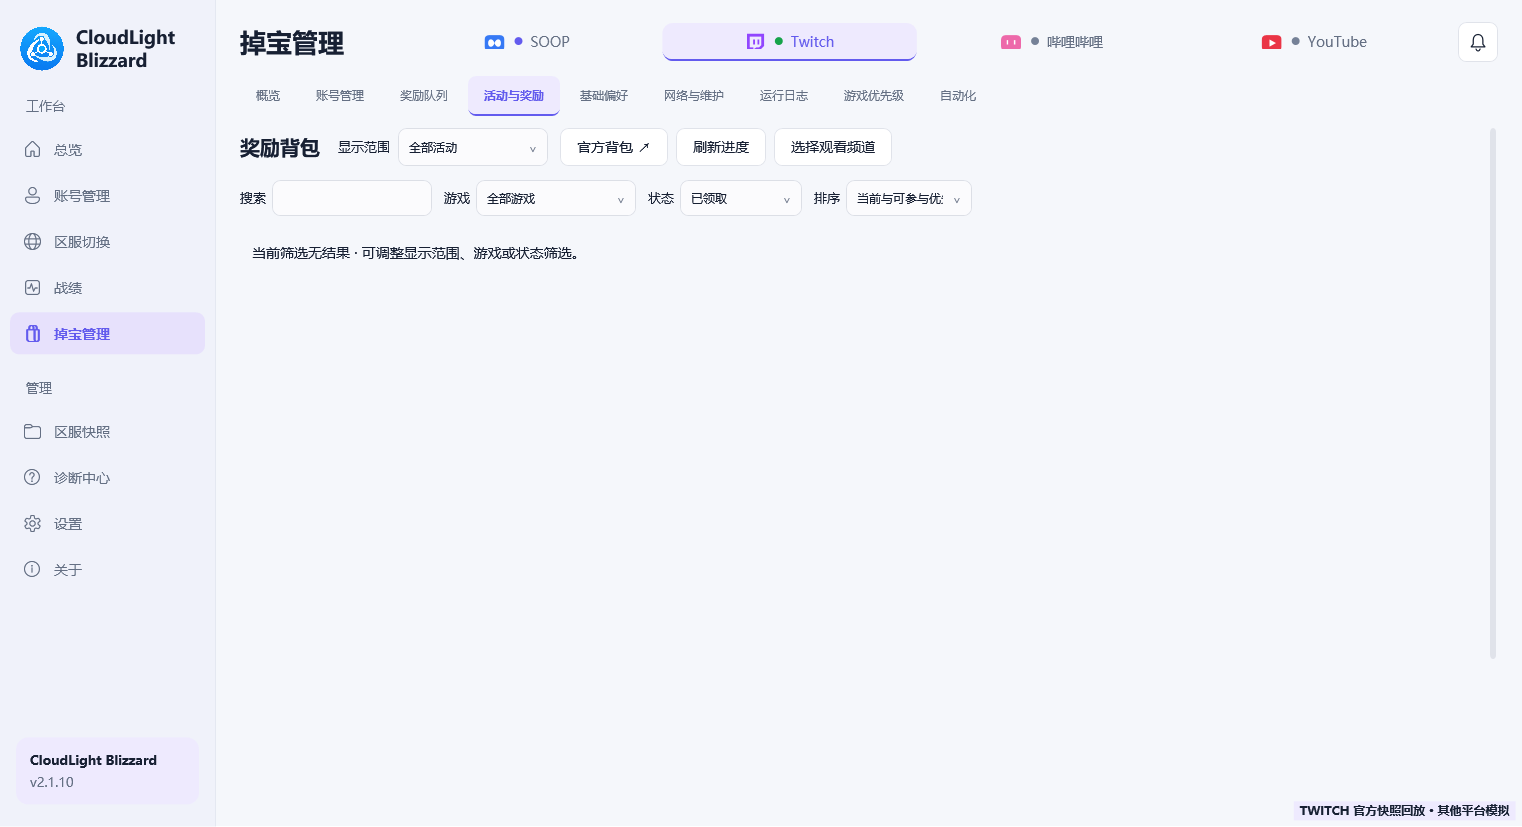 CloudLight
Blizzard
工作台
总览
账号管理
区服切换
战绩
掉宝管理
管理
区服快照
诊断中心
设置
关于
CloudLight Blizzard
v2.1.10
掉宝管理
SOOP
Twitch
哔哩哔哩
YouTube
概览 账号管理 奖励队列 活动与奖励 基础偏好 网络与维护 运行日志 游戏优先级 自动化
奖励背包 显示范围 全部活动 官方背包 ↗ 刷新进度 选择观看频道
搜索 游戏 全部游戏 状态 已领取 排序 当前与可参与优
当前筛选无结果 · 可调整显示范围、游戏或状态筛选。
TWITCH 官方快照回放 • 其他平台模拟